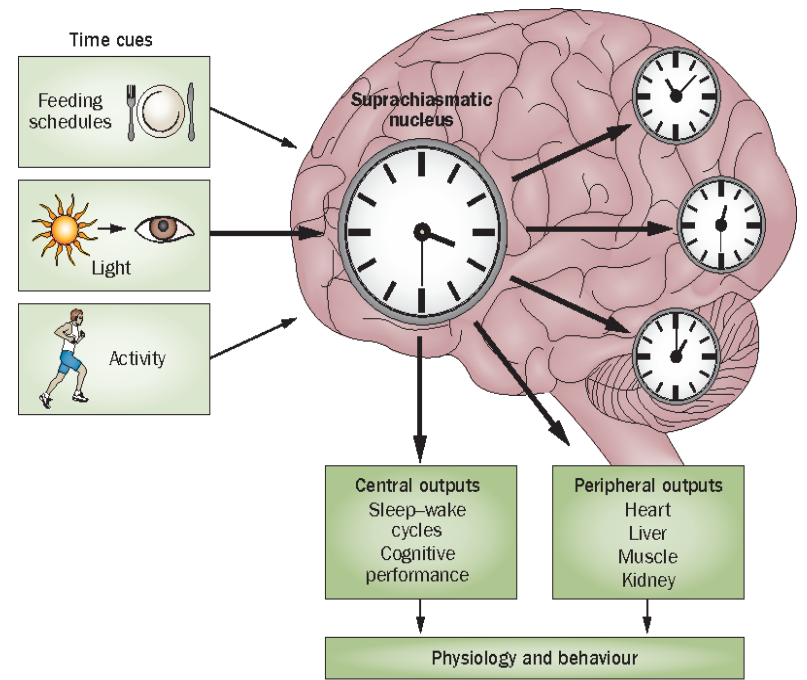 Time cues
Feeding
schedules
Light
Activity
Suprachiasmatic
nucleus
Central outputs
Sleep–wake
cycles
Cognitive
performance
Peripheral outputs
Heart
Liver
Muscle
Kidney
Physiology and behaviour